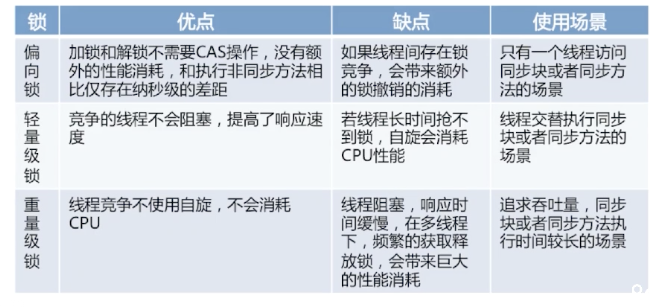 锁 优点 缺点 使用场景
偏向锁
加锁和解锁不需要CAS操作，没有额
外的性能消耗，和执行非同步方法相
比仅存在纳秒级的差距
如果线程间存在锁
竞争，会带来额外
的锁撤销的消耗
只有一个线程访问
同步块或者同步方
法的场景
轻量级锁
竞争的线程不会阻塞，提高了响应速
度
若线程长时间抢不
到锁，自旋会消耗
CPU性能
线程交替执行同步
块或者同步方法的
场景
重量级锁
线程竞争不使用自旋，不会消耗
CPU
线程阻塞，响应时
间缓慢，在多线程
下，频繁的获取释
放锁，会带来巨大
的性能消耗
追求吞吐量，同步
块或者同步方法执
行时间较长的场景